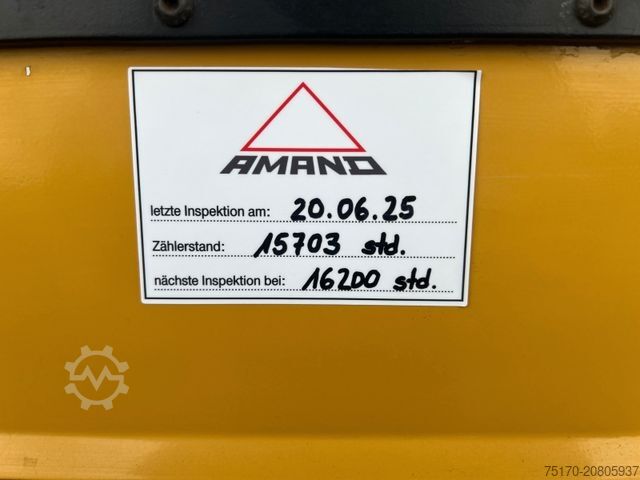 AMAND
letzte Inspektion am: 20.06.25
Zählerstand: 15703 std.
nächste Inspektion bei: 16200 std.
75170-20805937